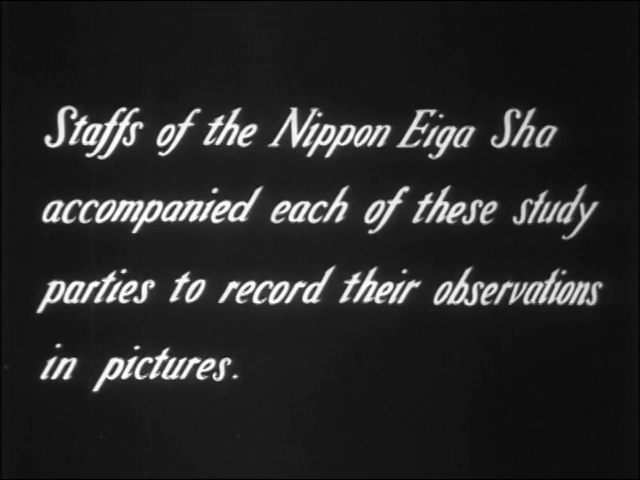 Staffs of the Nippon Eiga Sha
accompanied each of these study
parties to record their observations
in pictures.